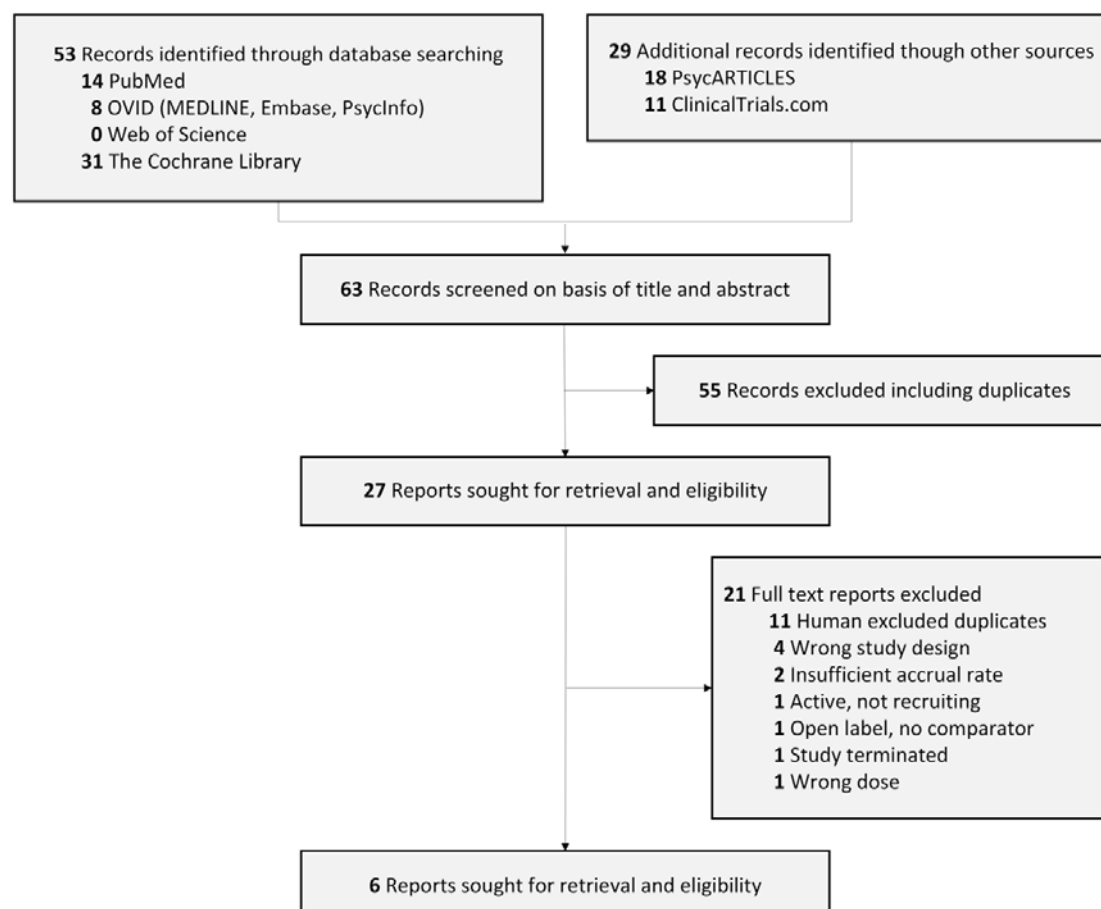 53 Records identified through database searching
14 PubMed
8 OVID (MEDLINE, Embase, PsycInfo)
0 Web of Science
31 The Cochrane Library
29 Additional records identified though other sources
18 PsycARTICLES
11 ClinicalTrials.com
63 Records screened on basis of title and abstract
55 Records excluded including duplicates
27 Reports sought for retrieval and eligibility
21 Full text reports excluded
11 Human excluded duplicates
4 Wrong study design
2 Insufficient accrual rate
1 Active, not recruiting
1 Open label, no comparator
1 Study terminated
1 Wrong dose
6 Reports sought for retrieval and eligibility